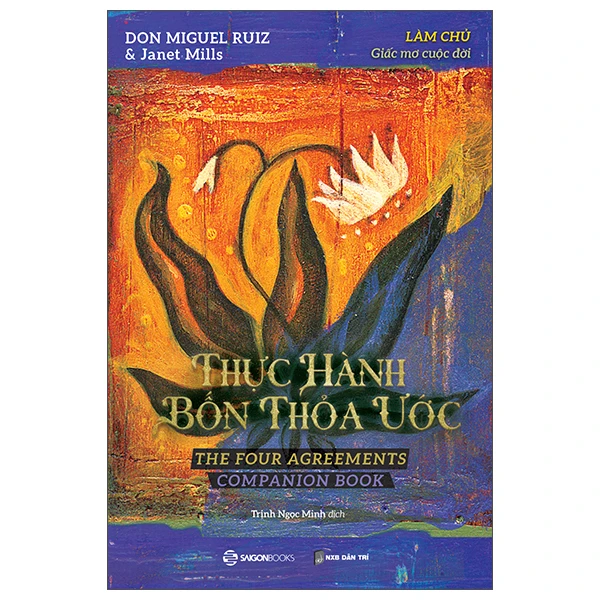 DON MIGUEL RUIZ
& Janet Mills
LÀM CHỦ
Giấc mơ cuộc đời
THỰC HÀNH
BỐN THỎA ƯỚC
THE FOUR AGREEMENTS
COMPANION BOOK
Trịnh Ngọc Minh dịch
SAIGONBOOKS
NXB DÂN TRÍ